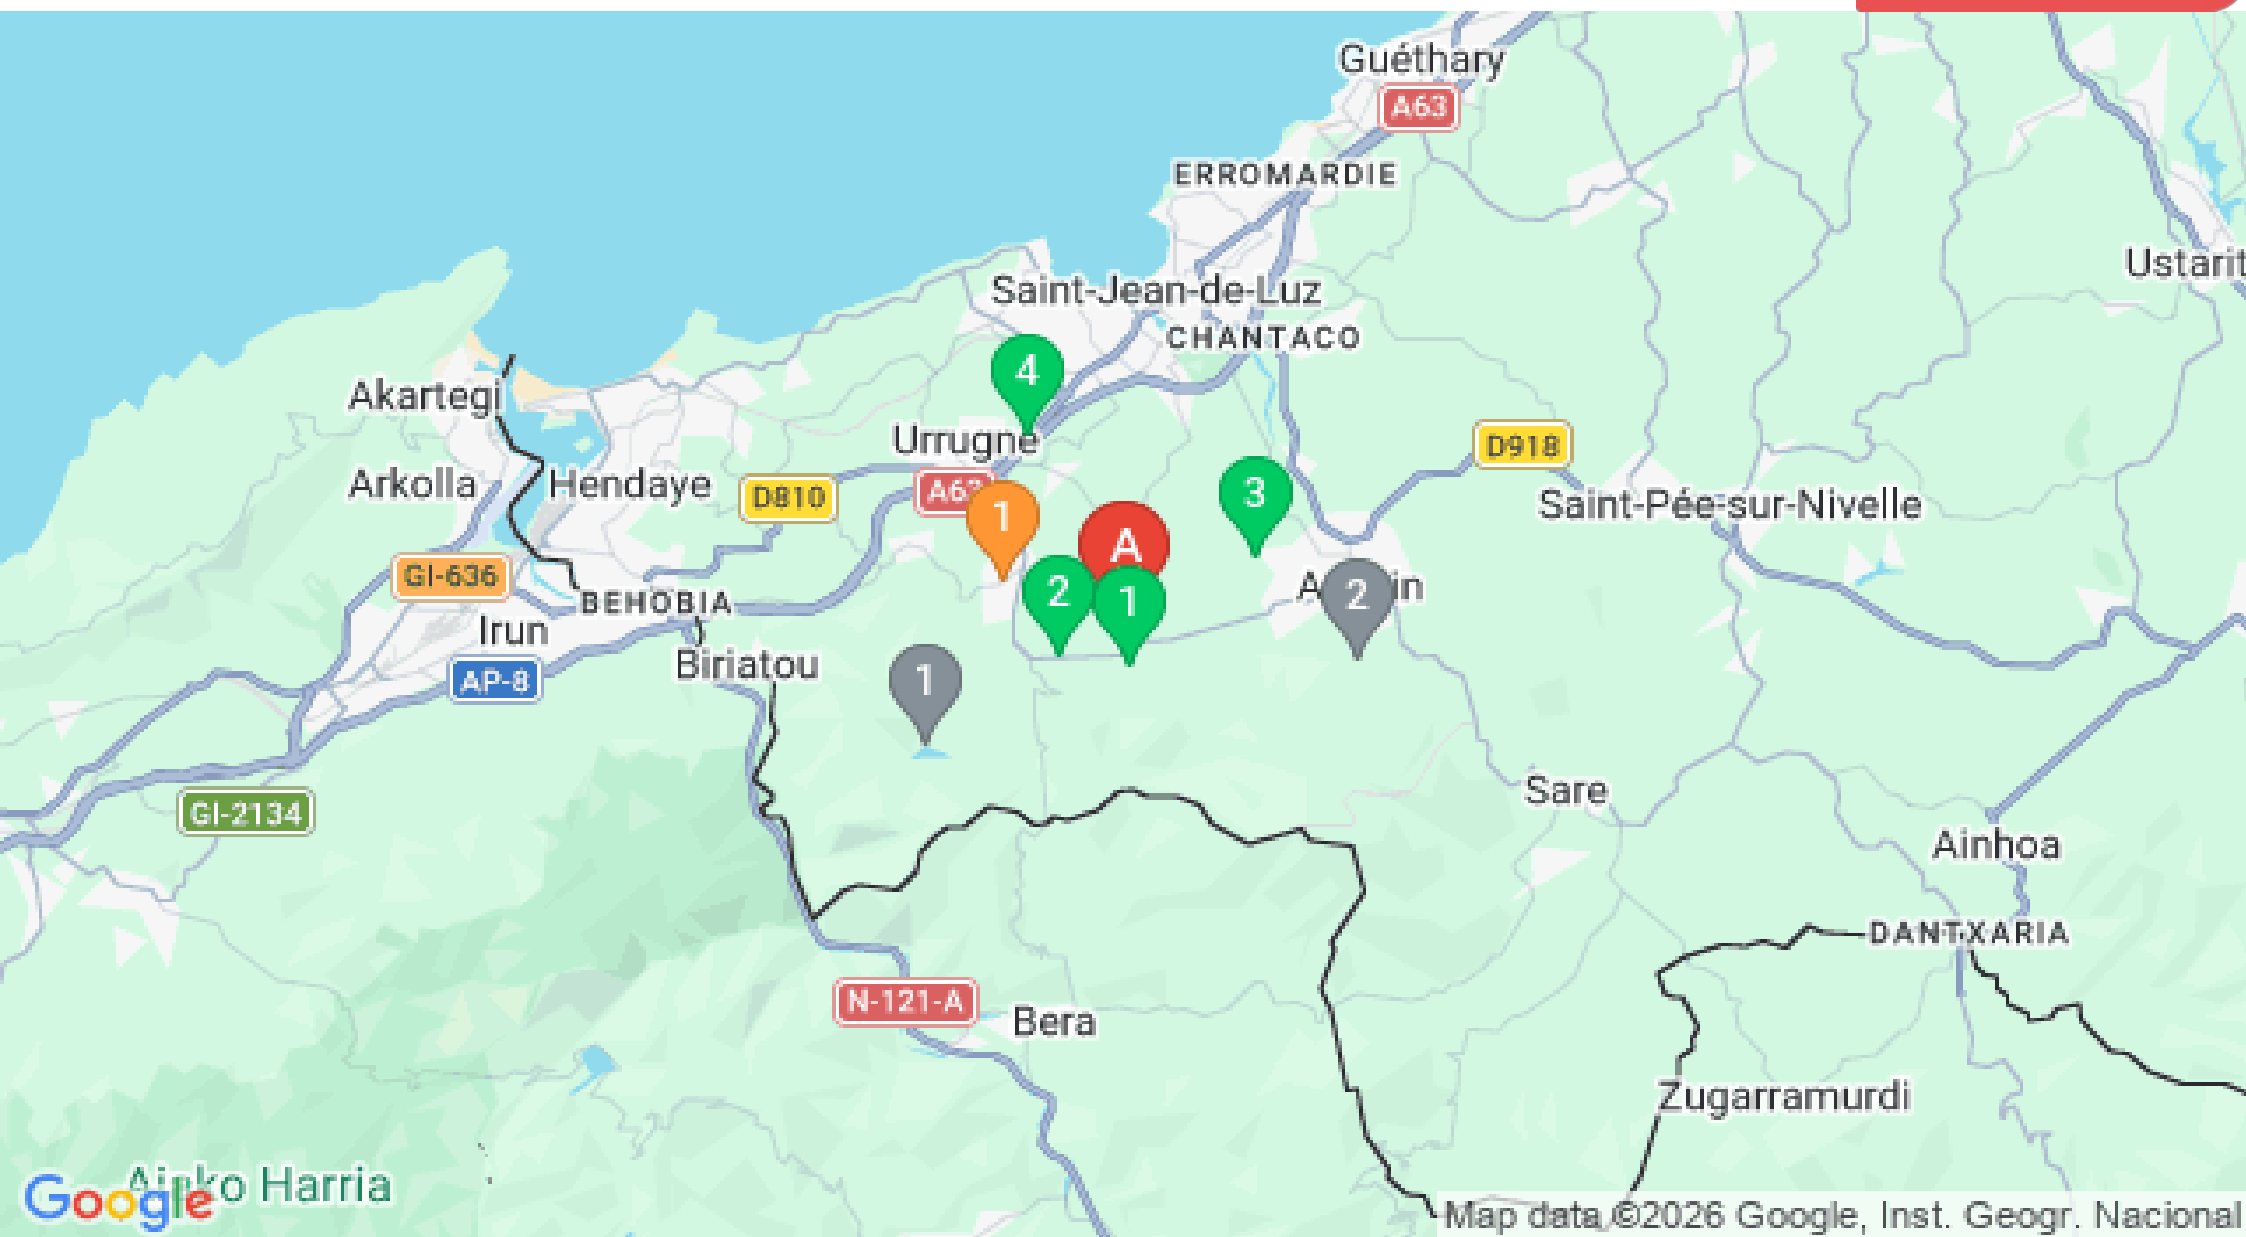 Guéthary
A63
ERROMARDIE
Ustarit
Saint-Jean-de-Luz
CHANTACO
4
Akartegi
Urrugne
D918
Arkolla
Hendaye
D810
A63
1
3
Saint-Pée-sur-Nivelle
A
GI-636
2
1
2
BEHOBIA
Irun
Biriatou
AP-8
1
Sare
GI-2134
Ainhoa
DANTXARIA
N-121-A
Bera
Zugarramurdi
Harria
Google
Map data ©2026 Google, Inst. Geogr. Nacional